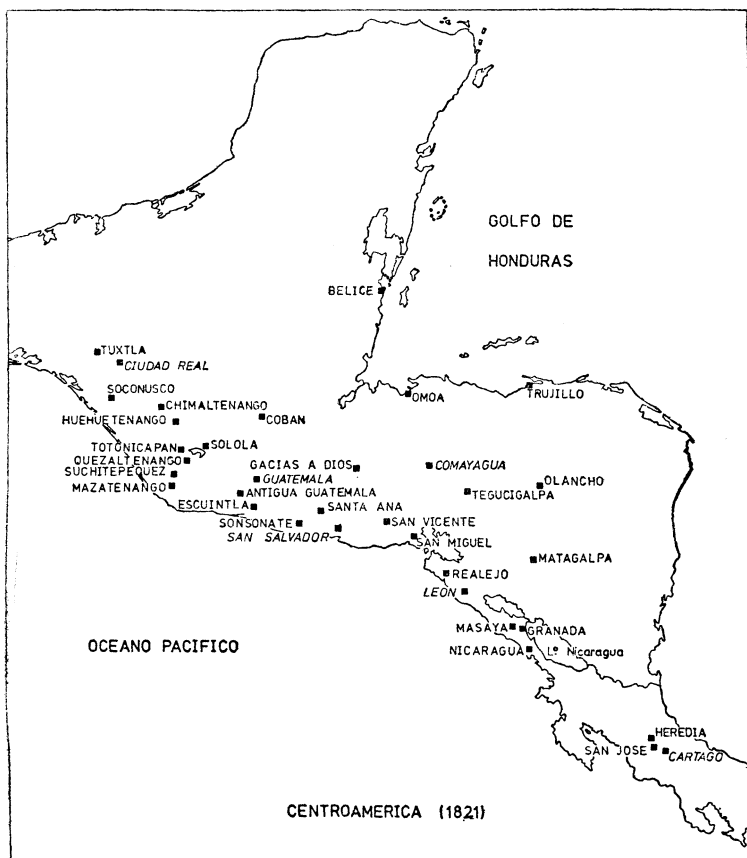 GOLFO DE
HONDURAS
BELICE
TUXTLA
CIUDAD REAL
SOCONUSCO
CHIMALTENANGO
HUEHUETENANGO
COBAN
OMOA
TRUJILLO
TOTONICAPAN
SOLOLA
QUEZALTENANGO
SUCHITEPEQUEZ
MAZATENANGO
GACIAS A DIOS
GUATEMALA
ANTIGUA GUATEMALA
ESCUINTLA
COMAYAGUA
TEGUCIGALPA
OLANCHO
SANTA ANA
SONSONATE
SAN SALVADOR
SAN VICENTE
SAN MIGUEL
MATAGALPA
REALEJO
LEON
MASAYA
GRANADA
NICARAGUA
Lº Nicaragua
OCEANO PACIFICO
HEREDIA
SAN JOSE
CARTAGO
CENTROAMERICA (1821)